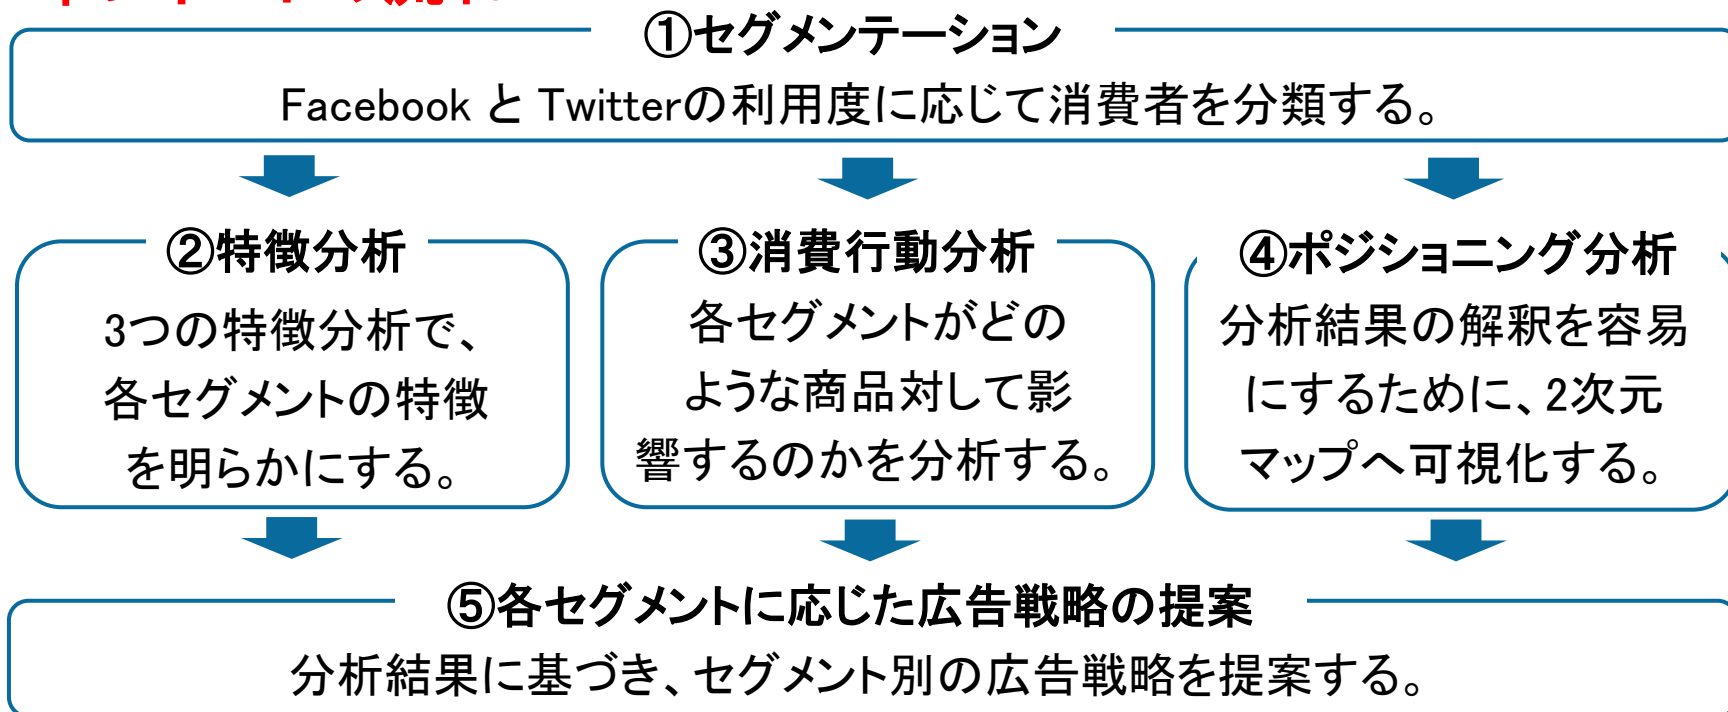 ①セグメンテーション
Facebook と Twitterの利用度に応じて消費者を分類する。
②特徴分析
3つの特徴分析で、
各セグメントの特徴
を明らかにする。
③消費行動分析
各セグメントがどの
ような商品対して影
響するのかを分析する。
④ポジショニング分析
分析結果の解釈を容易
にするために、2次元
マップへ可視化する。
⑤各セグメントに応じた広告戦略の提案
分析結果に基づき、セグメント別の広告戦略を提案する。